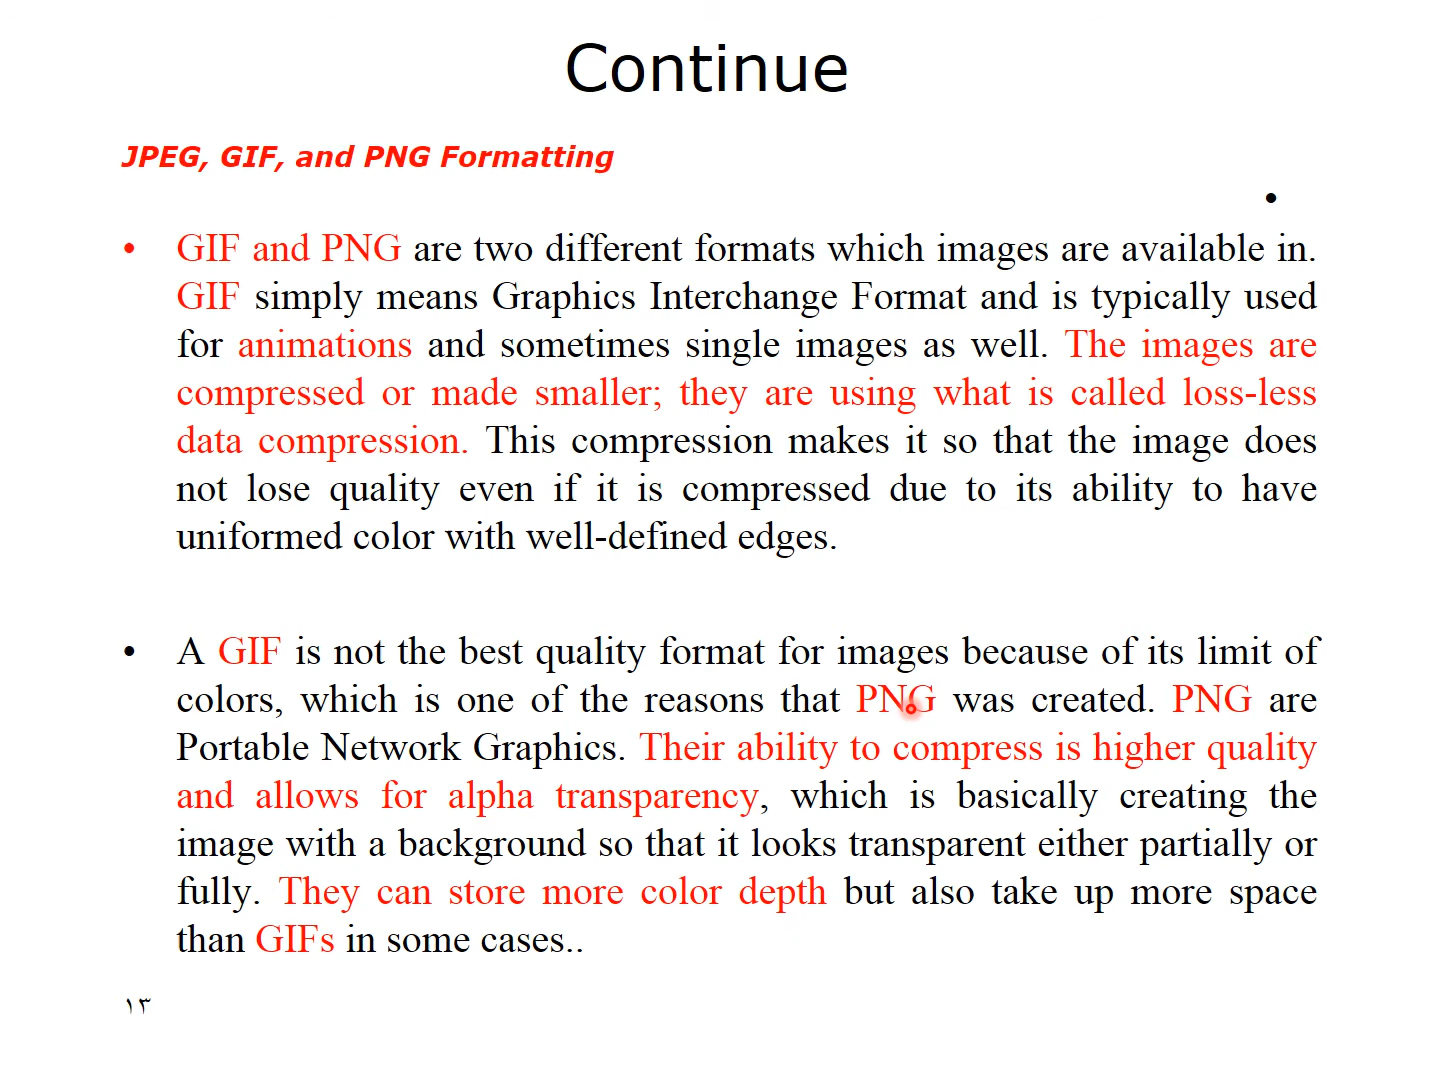 Continue
JPEG, GIF, and PNG Formatting
•
• GIF and PNG are two different formats which images are available in.
GIF simply means Graphics Interchange Format and is typically used
for animations and sometimes single images as well. The images are
compressed or made smaller; they are using what is called loss-less
data compression. This compression makes it so that the image does
not lose quality even if it is compressed due to its ability to have
uniformed color with well-defined edges.
• A GIF is not the best quality format for images because of its limit of
colors, which is one of the reasons that PNG was created. PNG are
Portable Network Graphics. Their ability to compress is higher quality
and allows for alpha transparency, which is basically creating the
image with a background so that it looks transparent either partially or
fully. They can store more color depth but also take up more space
than GIFs in some cases..
١٣